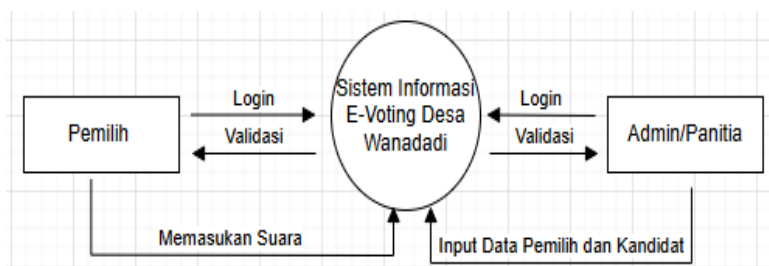 Pemilih
Login
Validasi
Sistem Informasi
E-Voting Desa
Wanadadi
Login
Validasi
Admin/Panitia
Memasukan Suara
Input Data Pemilih dan Kandidat